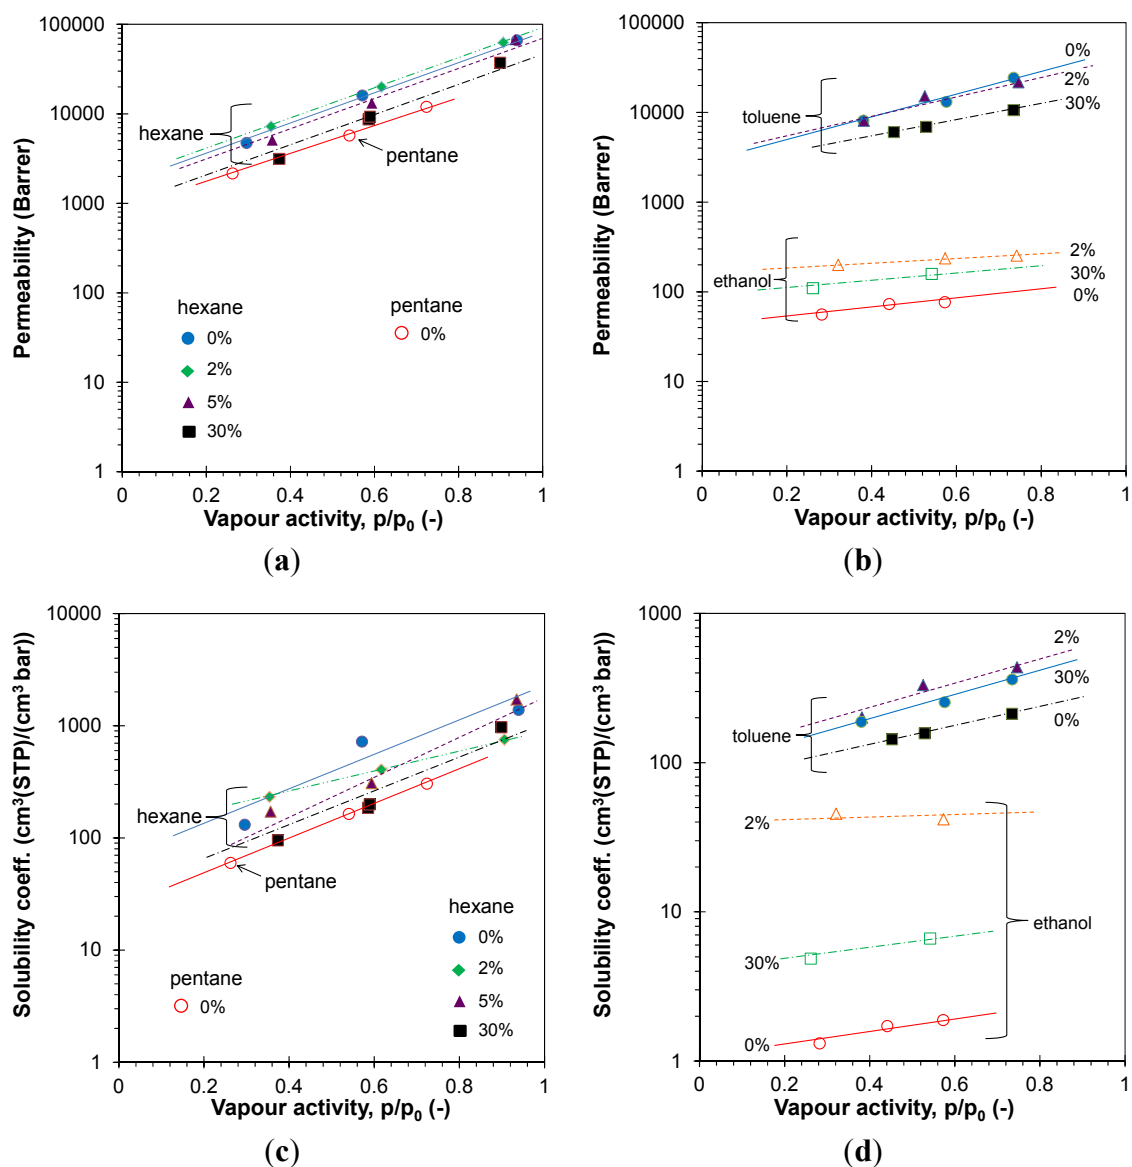 100000
10000
1000
100
10
1
Permeability (Barrer)
hexane
pentane
hexane
0%
2%
5%
30%
pentane
0%
0
0.2
0.4
0.6
0.8
1
Vapour activity, p/p0 (-)
(a)
100000
10000
1000
100
10
1
Permeability (Barrer)
toluene
0%
2%
30%
ethanol
2%
30%
0%
0
0.2
0.4
0.6
0.8
1
Vapour activity, p/p0 (-)
(b)
10000
1000
100
10
1
Solubility coeff. (cm3(STP)/(cm3 bar))
hexane
pentane
hexane
0%
2%
5%
30%
pentane
0%
0
0.2
0.4
0.6
0.8
1
Vapour activity, p/p0 (-)
(c)
1000
100
10
1
Solubility coeff. (cm3(STP)/(cm3 bar))
toluene
2%
30%
0%
2%
30%
0%
ethanol
0
0.2
0.4
0.6
0.8
1
Vapour activity, p/p0 (-)
(d)